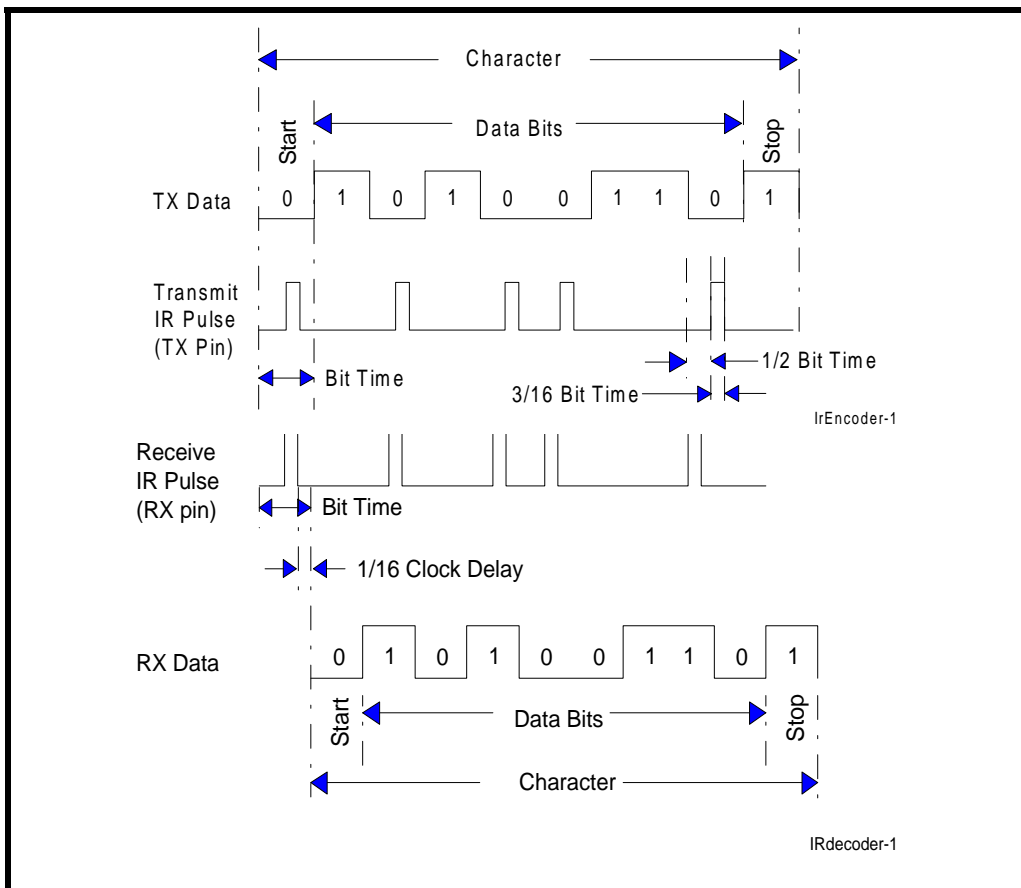 Character
Start
Data Bits
Stop
TX Data
0 1 0 1 0 0 1 1 0 1
Transmit
IR Pulse
(TX Pin)
1/2 Bit Time
Bit Time
3/16 Bit Time
IrEncoder-1
Receive
IR Pulse
(RX pin)
Bit Time
1/16 Clock Delay
RX Data
0 1 0 1 0 0 1 1 0 1
Start
Data Bits
Stop
Character
IRdecoder-1